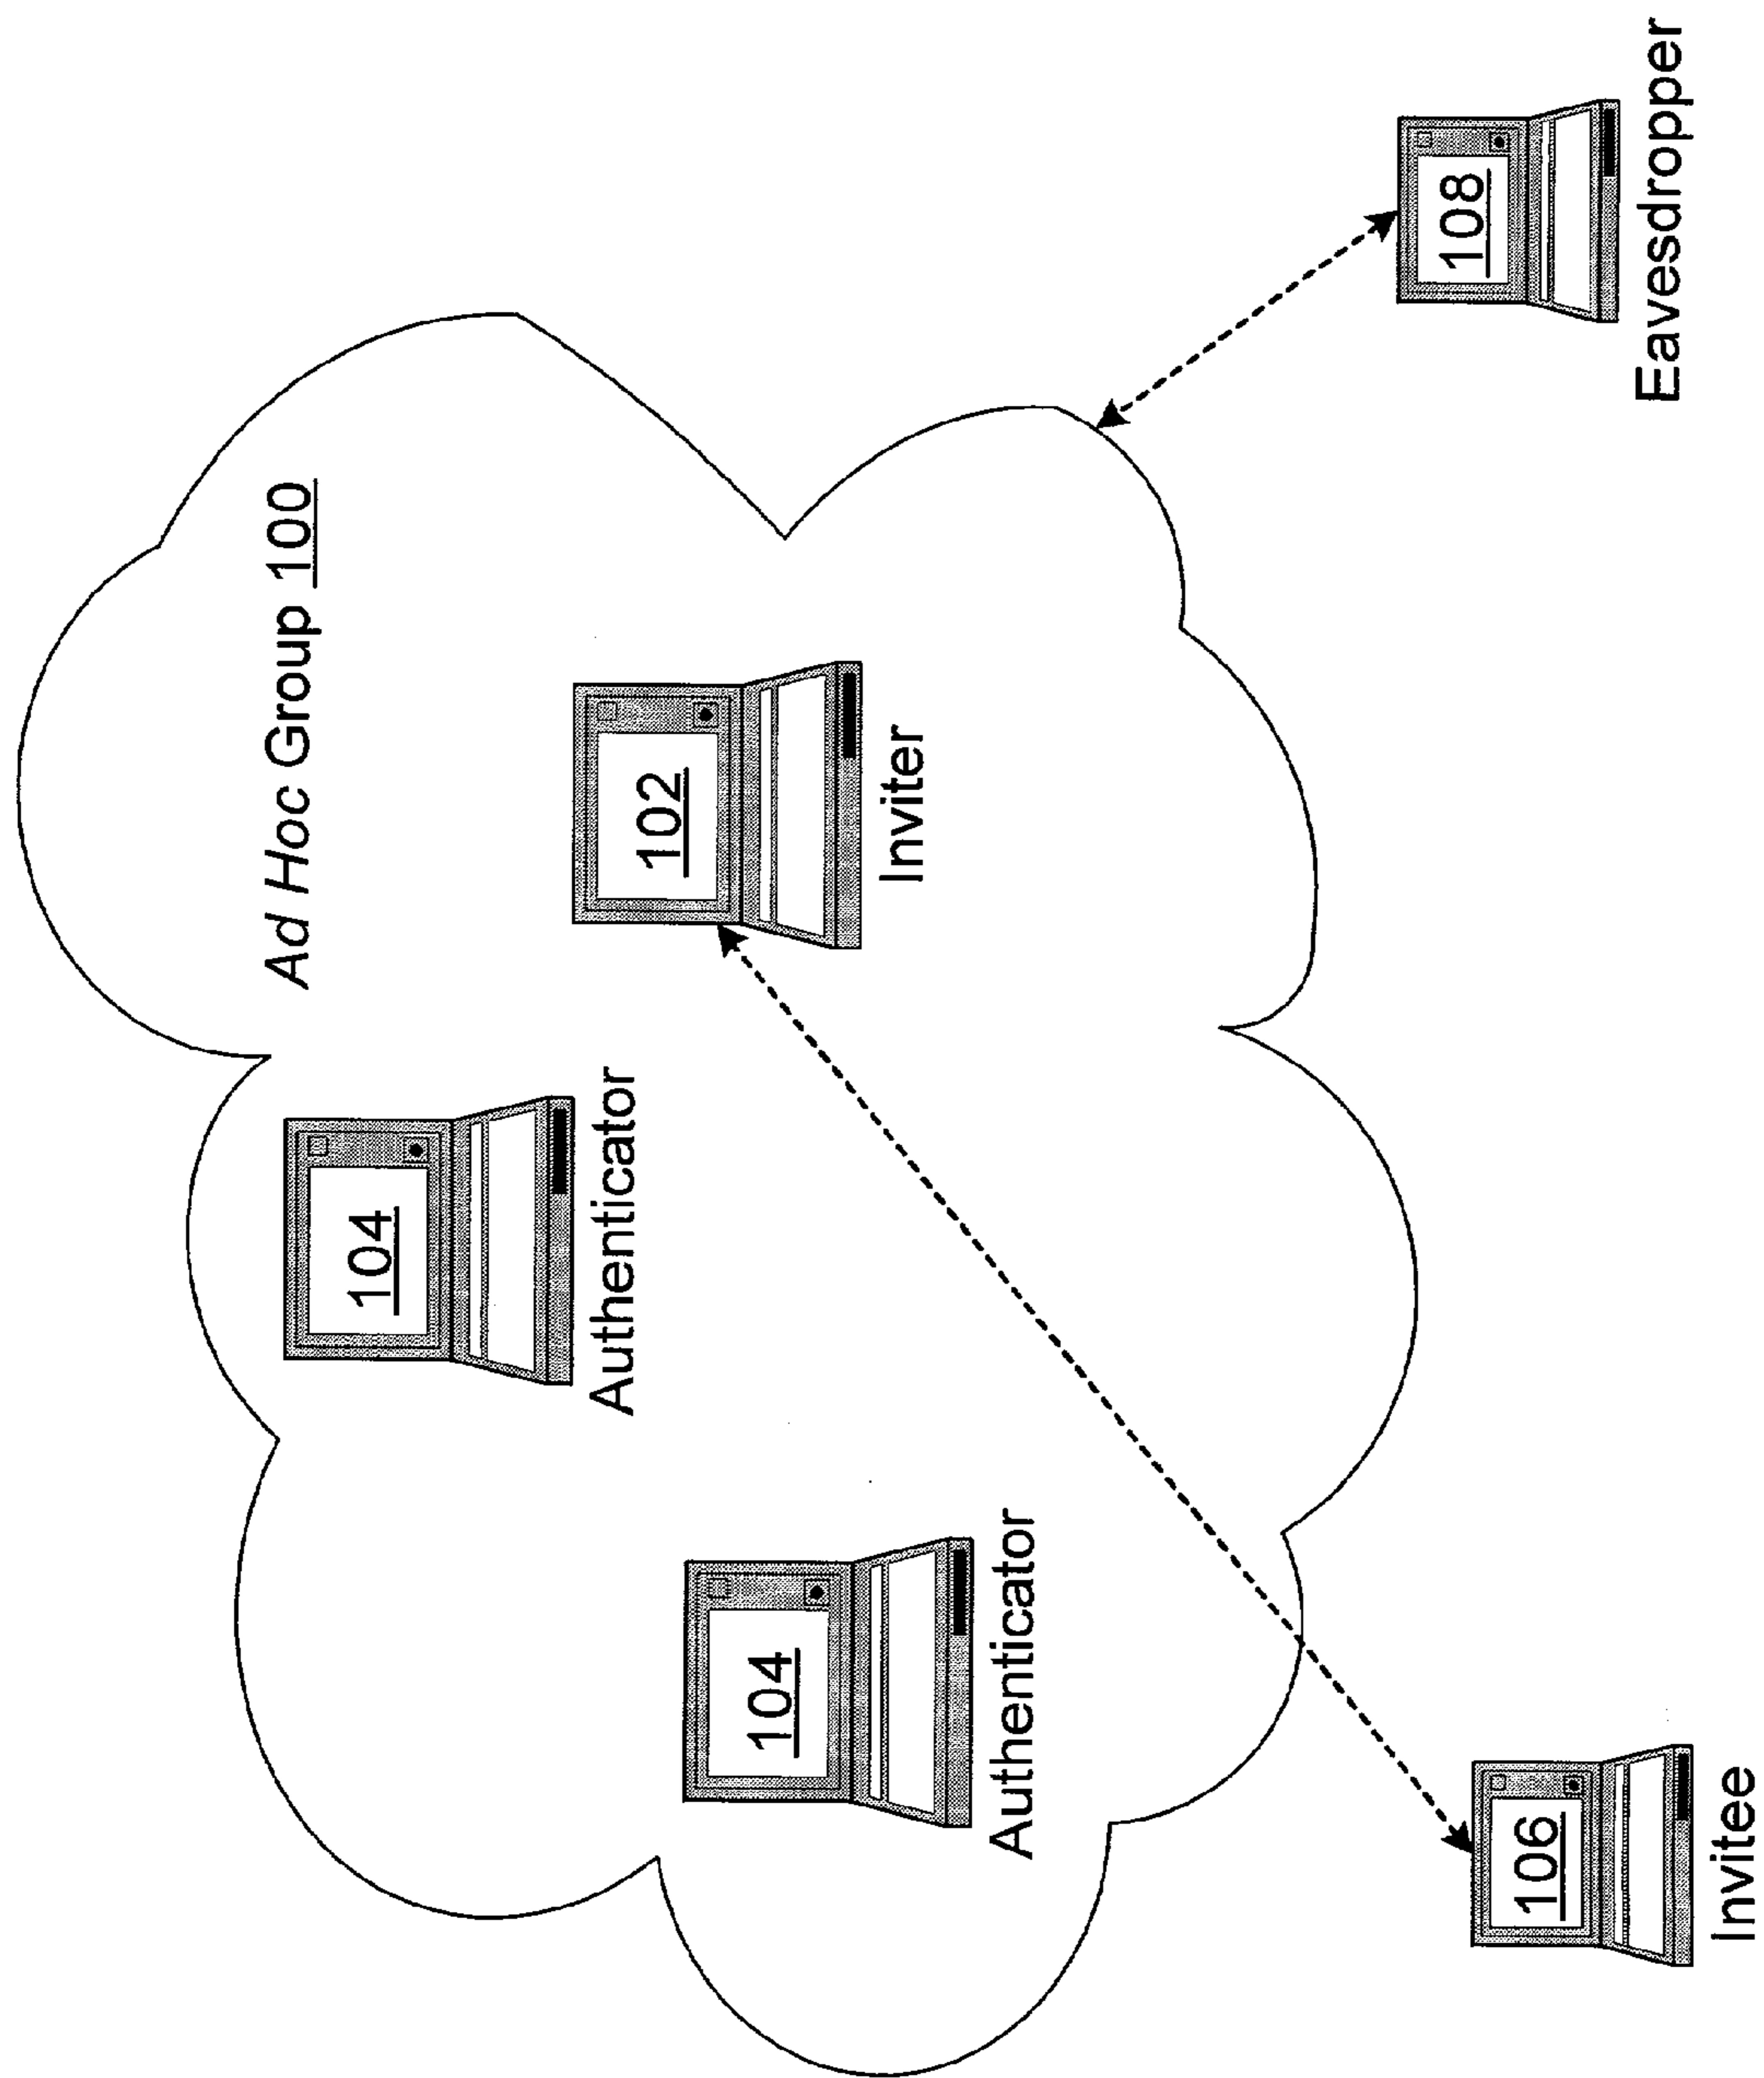 Ad Hoc Group 100
104
Authenticator
102
Inviter
104
Authenticator
106
Invitee
108
Eavesdropper